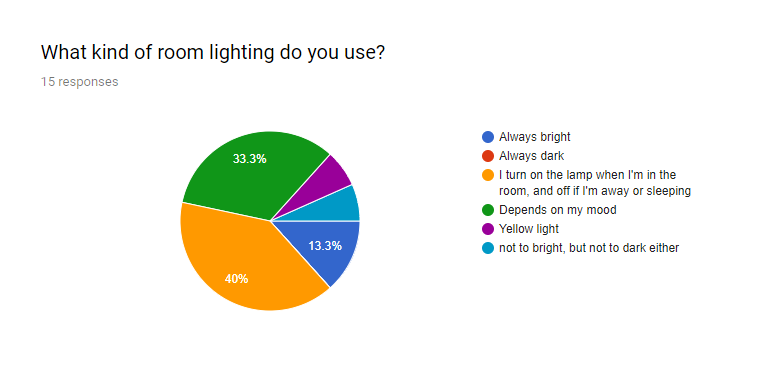 What kind of room lighting do you use?
15 responses
33.3%
13.3%
40%
Always bright
Always dark
I turn on the lamp when I'm in the
room, and off if I'm away or sleeping
Depends on my mood
Yellow light
not to bright, but not to dark either